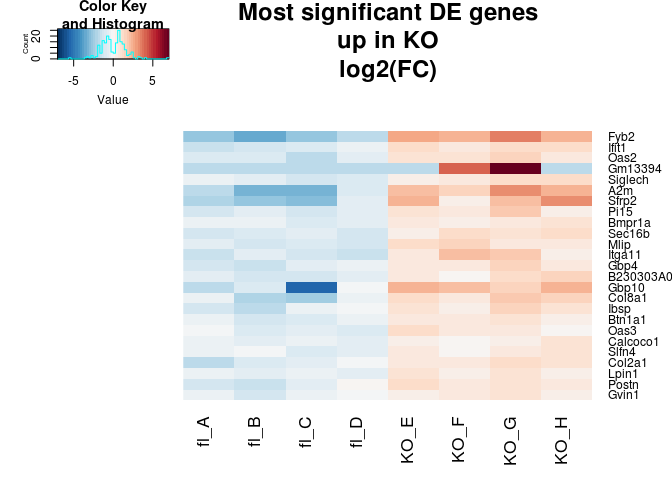 Color Key
and Histogram
Count
0
20
-5
0
5
Value
Most significant DE genes
up in KO
log2(FC)
Fyb2
Ifit1
Oas2
Gm13394
Siglech
A2m
Sfrp2
Pi15
Bmpr1a
Sec16b
Mlip
Itga11
Gbp4
B230303A0
Gbp10
Col8a1
Ibsp
Btn1a1
Oas3
Calcoco1
Slfn4
Col2a1
Lpin1
Postn
Gvin1
fl_A
fl_B
fl_C
fl_D
KO_E
KO_F
KO_G
KO_H